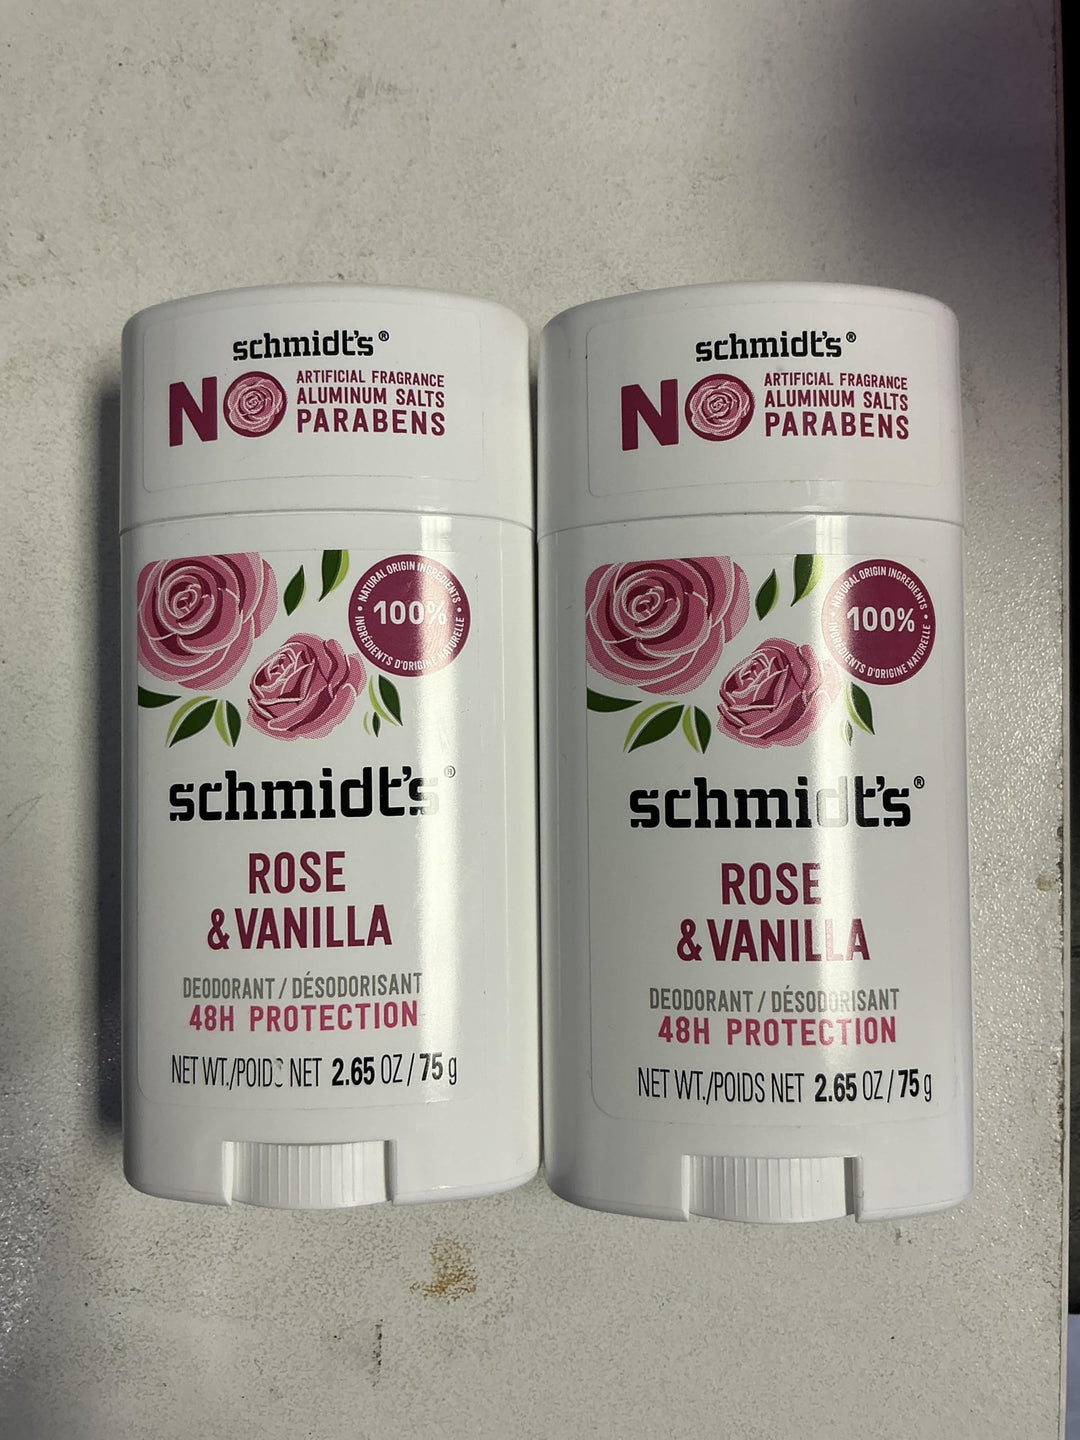 schmidt's®
NO
ARTIFICIAL FRAGRANCE
ALUMINUM SALTS
PARABENS
NATURAL ORIGIN INGREDIENTS
100%
INGRÉDIENTS D'ORIGINE NATURELLE
schmidt's®
ROSE
& VANILLA
DEODORANT / DÉSODORISANT
48H PROTECTION
NET WT./POIDS NET 2.65 OZ / 75 g
schmidt's®
NO
ARTIFICIAL FRAGRANCE
ALUMINUM SALTS
PARABENS
NATURAL ORIGIN INGREDIENTS
100%
INGRÉDIENTS D'ORIGINE NATURELLE
schmidt's®
ROSE
& VANILLA
DEODORANT / DÉSODORISANT
48H PROTECTION
NET WT./POIDS NET 2.65 OZ / 75 g